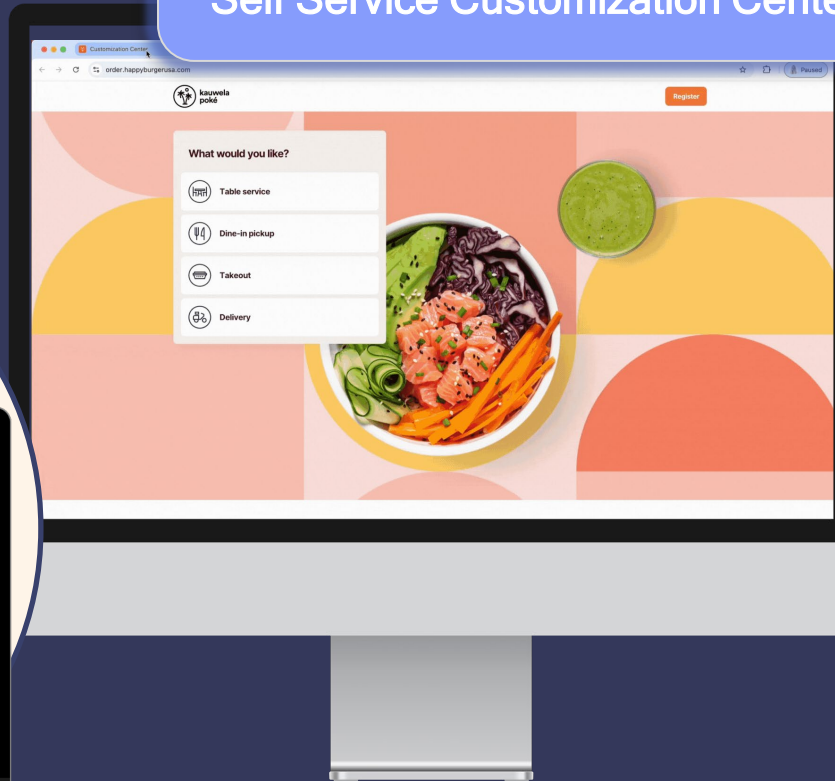 Self Service Customization Cente
Customization Center
order.happyburgerusa.com
Paused
kauwela
poké
Register
What would you like?
Table service
Dine-in pickup
Takeout
Delivery